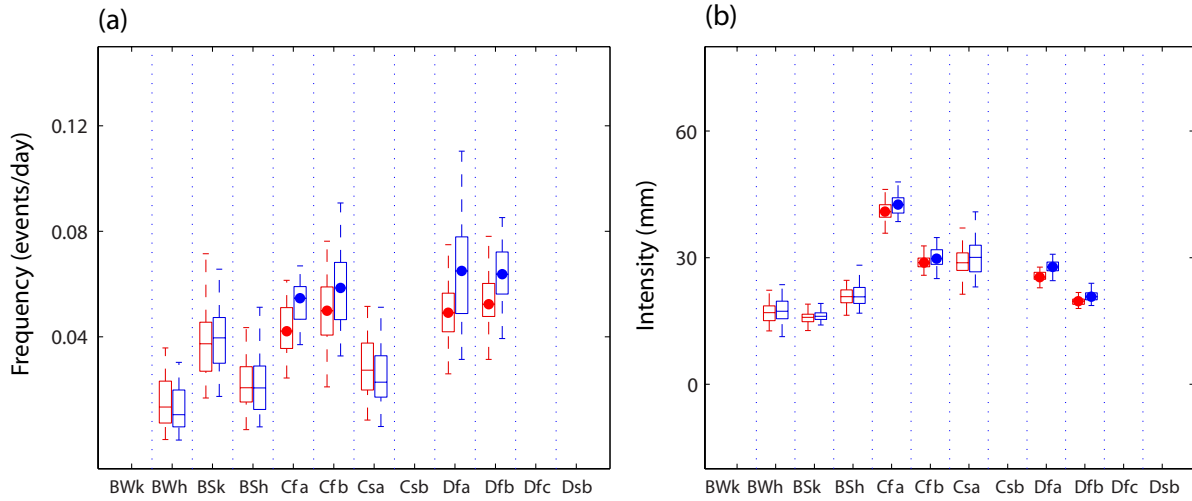 (a)
Frequency (events/day)
0.12
0.08
0.04
BWk BWh BSk BSh Cfa Cfb Csa Csb Dfa Dfb Dfc Dsb
(b)
Intensity (mm)
60
30
0
BWk BWh BSk BSh Cfa Cfb Csa Csb Dfa Dfb Dfc Dsb